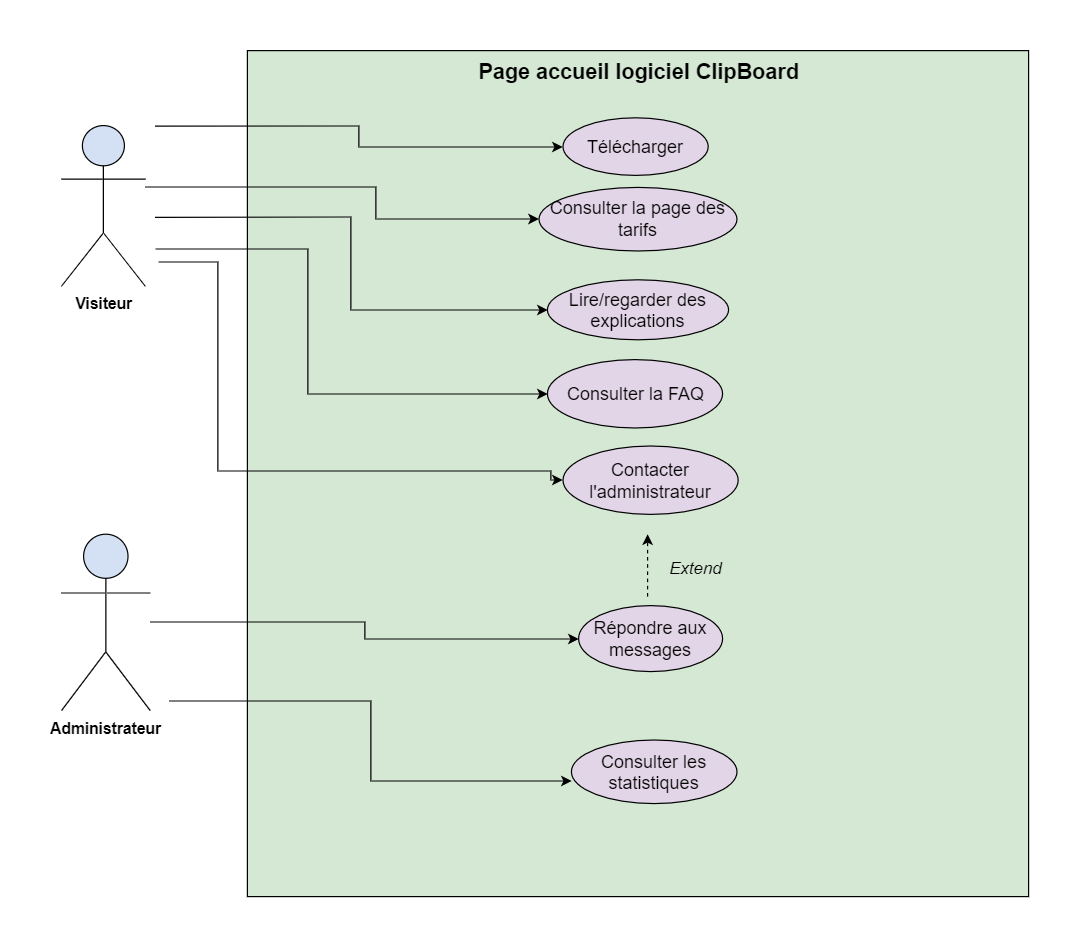 Page accueil logiciel ClipBoard
Télécharger
Consulter la page des
tarifs
Lire/regarder des
explications
Visiteur
Consulter la FAQ
Contacter
l'administrateur
Extend
Répondre aux
messages
Administrateur
Consulter les
statistiques